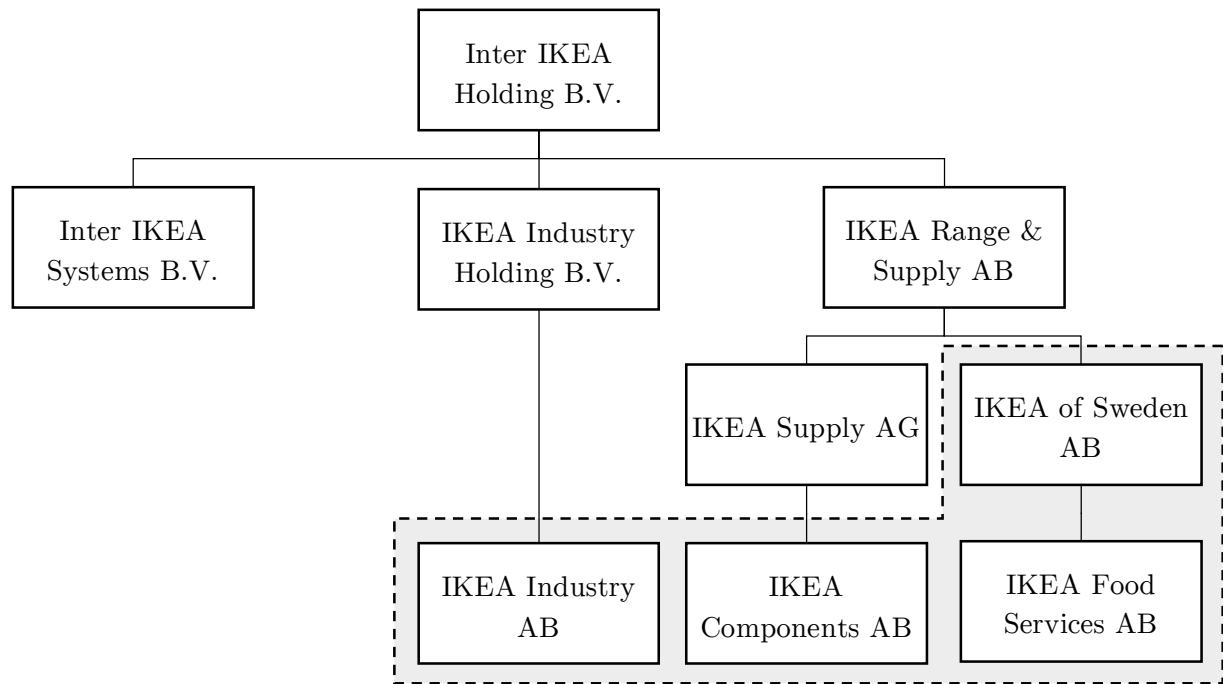 Inter IKEA
Holding B.V.
Inter IKEA
Systems B.V.
IKEA Industry
Holding B.V.
IKEA Range &
Supply AB
IKEA Supply AG
IKEA of Sweden
AB
IKEA Industry
AB
IKEA
Components AB
IKEA Food
Services AB